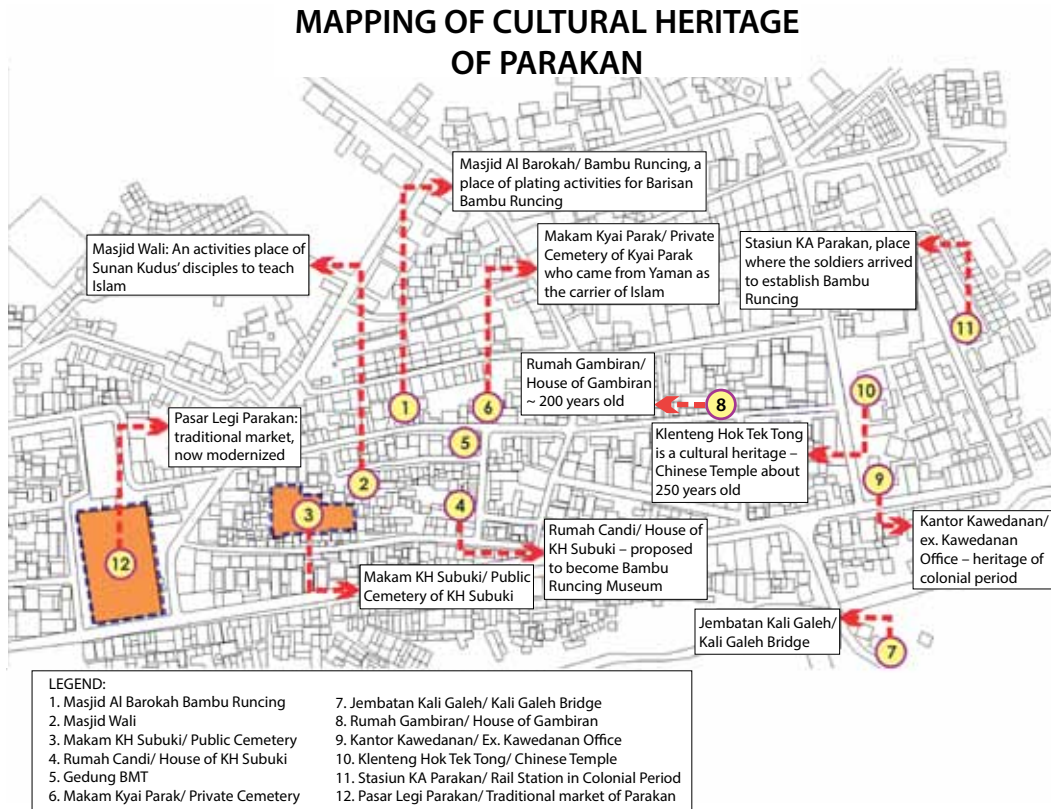 MAPPING OF CULTURAL HERITAGE
OF PARAKAN
Masjid Al Barokah/ Bambu Runcing, a
place of plating activities for Barisan
Bambu Runcing
Masjid Wali: An activities place of
Sunan Kudus’ disciples to teach
Islam
Makam Kyai Parak/ Private
Cemetery of Kyai Parak
who came from Yaman as
the carrier of Islam
Stasiun KA Parakan, place
where the soldiers arrived
to establish Bambu
Runcing
11
Rumah Gambiran/
House of Gambiran
~ 200 years old
10
1
6
8
Pasar Legi Parakan:
traditional market,
now modernized
5
Klenteng Hok Tek Tong
is a cultural heritage –
Chinese Temple about
250 years old
2
9
4
3
Kantor Kawedanan/
ex. Kawedanan
Office – heritage of
colonial period
Rumah Candi/ House of
KH Subuki – proposed
to become Bambu
Runcing Museum
12
Makam KH Subuki/ Public
Cemetery of KH Subuki
Jembatan Kali Galeh/
Kali Galeh Bridge
7
LEGEND:
1. Masjid Al Barokah Bambu Runcing
2. Masjid Wali
3. Makam KH Subuki/ Public Cemetery
4. Rumah Candi/ House of KH Subuki
5. Gedung BMT
6. Makam Kyai Parak/ Private Cemetery
7. Jembatan Kali Galeh/ Kali Galeh Bridge
8. Rumah Gambiran/ House of Gambiran
9. Kantor Kawedanan/ Ex. Kawedanan Office
10. Klenteng Hok Tek Tong/ Chinese Temple
11. Stasiun KA Parakan/ Rail Station in Colonial Period
12. Pasar Legi Parakan/ Traditional market of Parakan